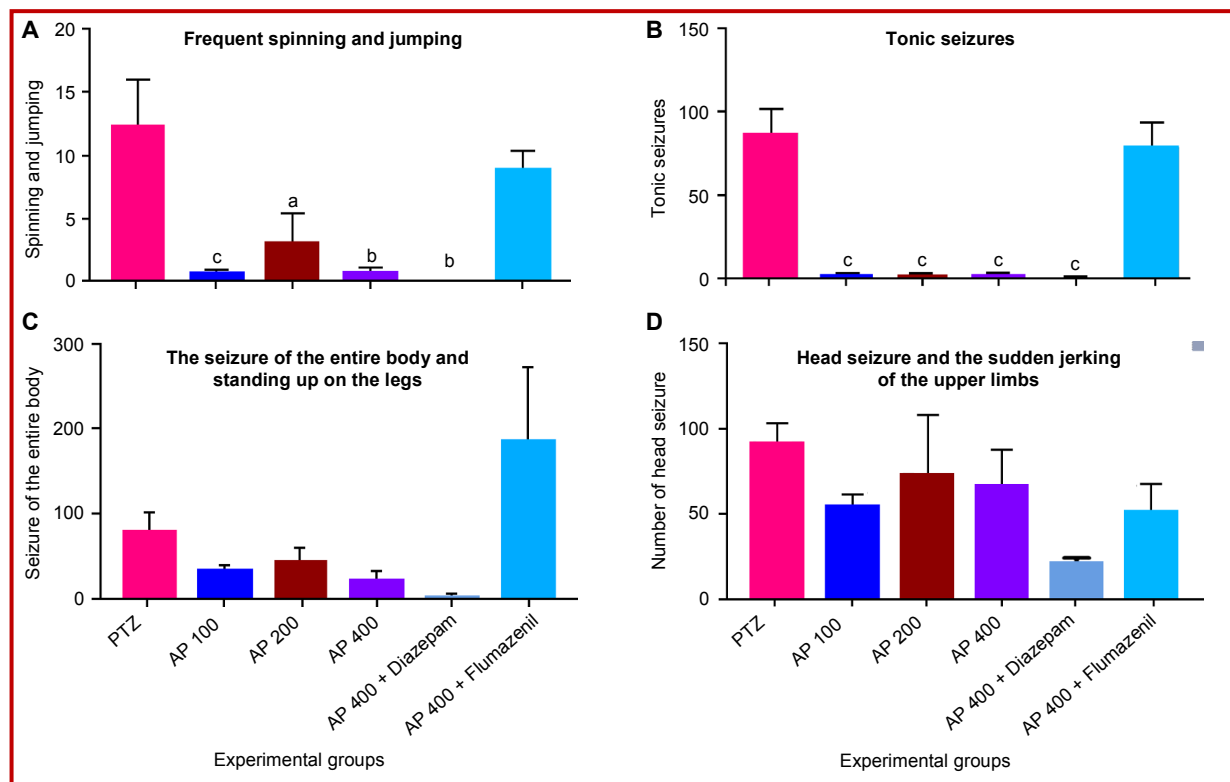 A
Frequent spinning and jumping
Spinning and jumping
20
15
10
5
0
c
a
b
b
B
Tonic seizures
Tonic seizures
150
100
50
0
c
c
c
c
C
The seizure of the entire body and
standing up on the legs
Seizure of the entire body
300
200
100
0
PTZ
AP 100
AP 200
AP 400
AP 400 + Diazepam
AP 400 + Flumazenil
Experimental groups
D
Head seizure and the sudden jerking
of the upper limbs
Number of head seizure
150
100
50
0
PTZ
AP 100
AP 200
AP 400
AP 400 + Diazepam
AP 400 + Flumazenil
Experimental groups